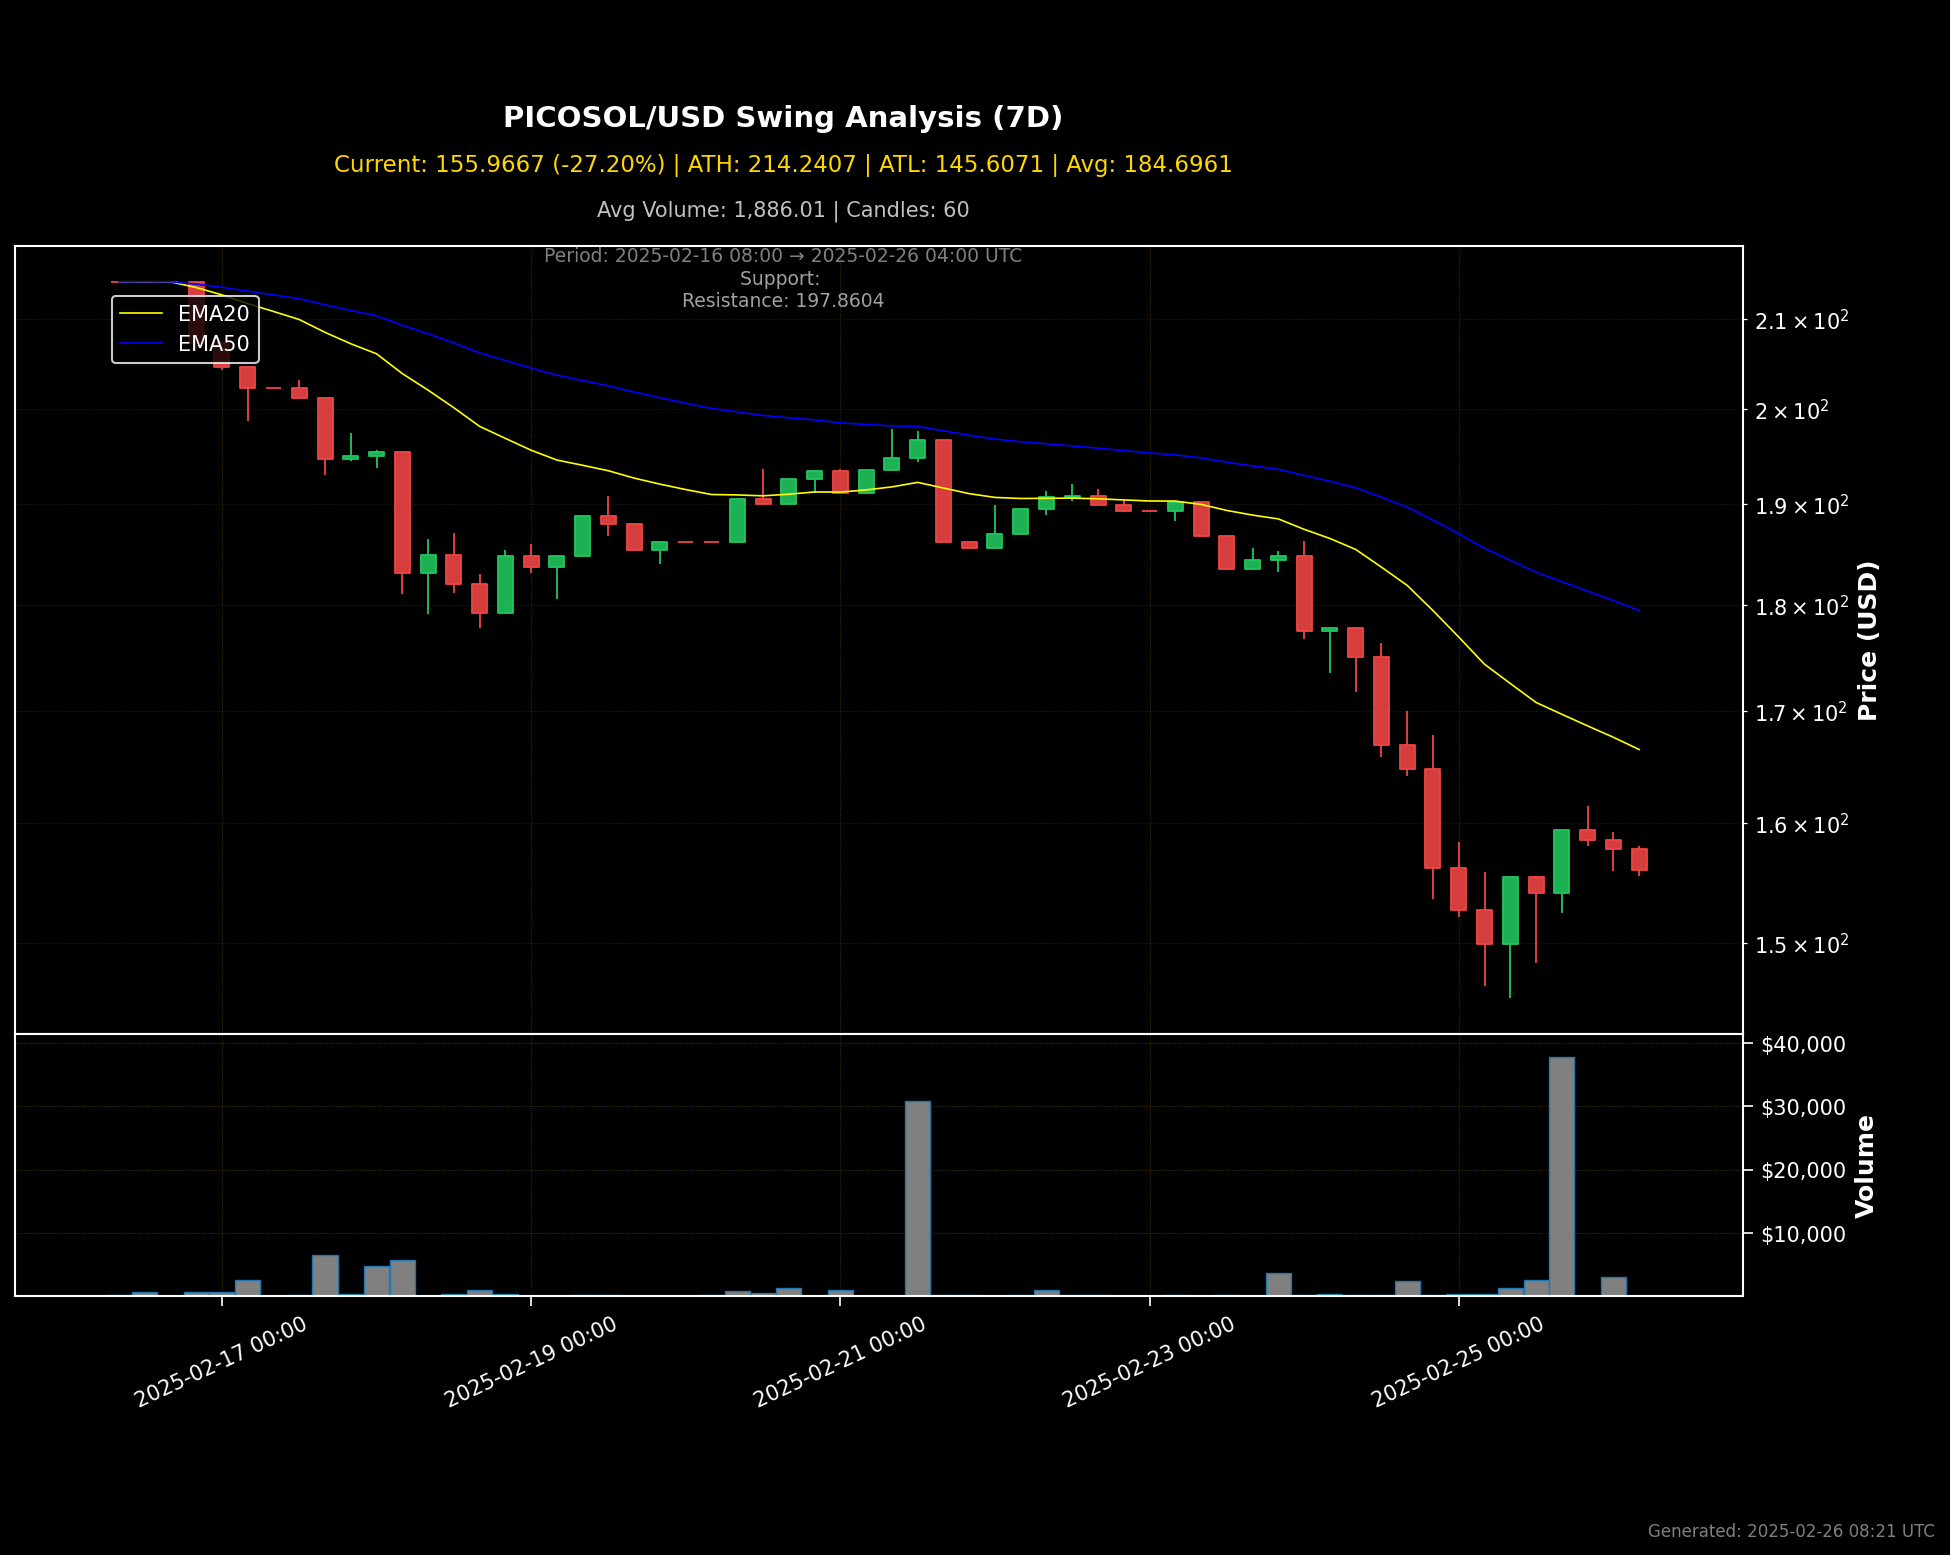 PICOSOL/USD Swing Analysis (7D)
Current: 155.9667 (-27.20%) | ATH: 214.2407 | ATL: 145.6071 | Avg: 184.6961
Avg Volume: 1,886.01 | Candles: 60
Period: 2025-02-16 08:00 → 2025-02-26 04:00 UTC
Support:
Resistance: 197.8604
EMA20
EMA50
2.1 × 10²
2 × 10²
1.9 × 10²
1.8 × 10²
1.7 × 10²
1.6 × 10²
1.5 × 10²
Price (USD)
$40,000
$30,000
$20,000
$10,000
Volume
2025-02-17 00:00
2025-02-19 00:00
2025-02-21 00:00
2025-02-23 00:00
2025-02-25 00:00
Generated: 2025-02-26 08:21 UTC